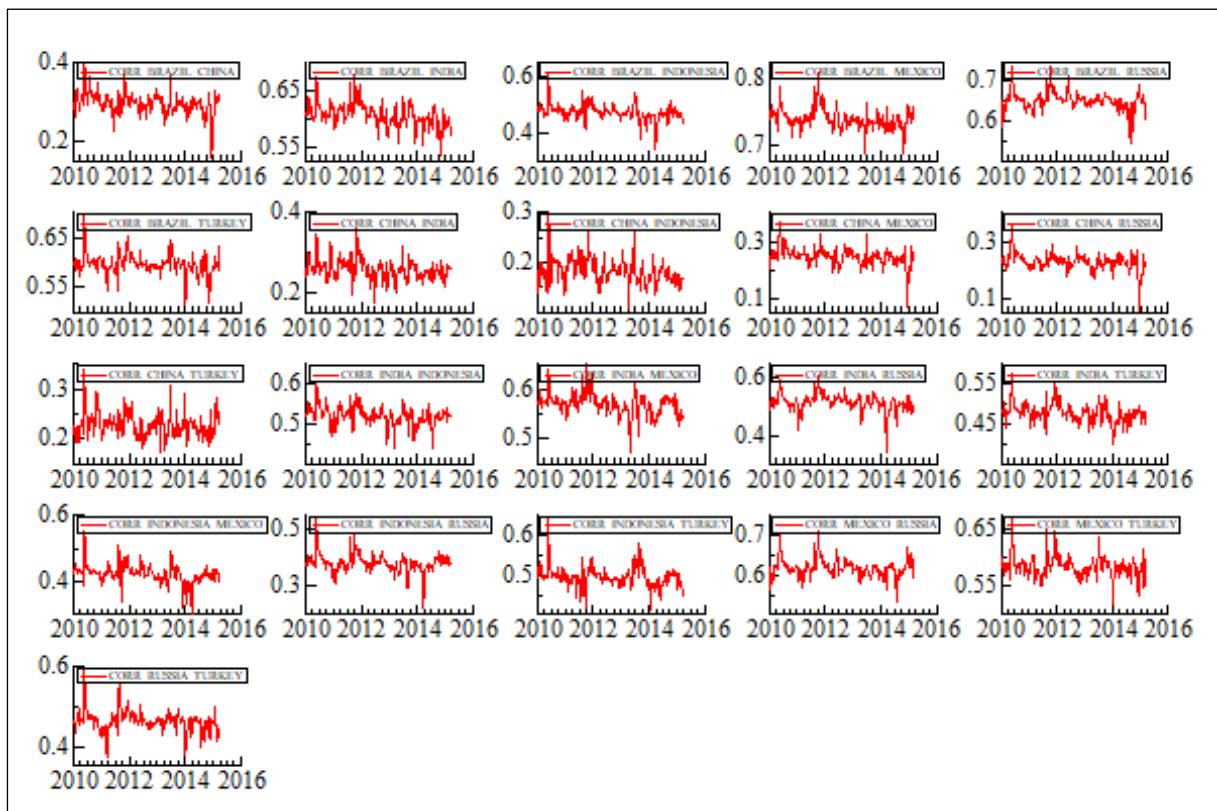 0.4
CORR BRAZIL CHINA
0.2
2010 2012 2014 2016
0.65
CORR BRAZIL INDIA
0.55
2010 2012 2014 2016
0.6
CORR BRAZIL INDONESIA
0.4
2010 2012 2014 2016
0.8
CORR BRAZIL MEXICO
0.7
2010 2012 2014 2016
0.7
CORR BRAZIL RUSSIA
0.6
2010 2012 2014 2016
CORR BRAZIL TURKEY
0.65
0.55
2010 2012 2014 2016
0.4
CORR CHINA INDIA
0.2
2010 2012 2014 2016
0.3
CORR CHINA INDONESIA
0.2
2010 2012 2014 2016
CORR CHINA MEXICO
0.3
0.1
2010 2012 2014 2016
CORR CHINA RUSSIA
0.3
0.1
2010 2012 2014 2016
CORR CHINA TURKEY
0.3
0.2
2010 2012 2014 2016
CORR INDIA INDONESIA
0.6
0.5
2010 2012 2014 2016
CORR INDIA MEXICO
0.6
0.5
2010 2012 2014 2016
CORR INDIA RUSSIA
0.6
0.4
2010 2012 2014 2016
CORR INDIA TURKEY
0.55
0.45
2010 2012 2014 2016
0.6
CORR INDONESIA MEXICO
0.4
2010 2012 2014 2016
0.5
CORR INDONESIA RUSSIA
0.3
2010 2012 2014 2016
CORR INDONESIA TURKEY
0.5
2010 2012 2014 2016
CORR MEXICO RUSSIA
0.7
0.6
2010 2012 2014 2016
CORR MEXICO TURKEY
0.65
0.55
2010 2012 2014 2016
0.6
CORR RUSSIA TURKEY
0.4
2010 2012 2014 2016